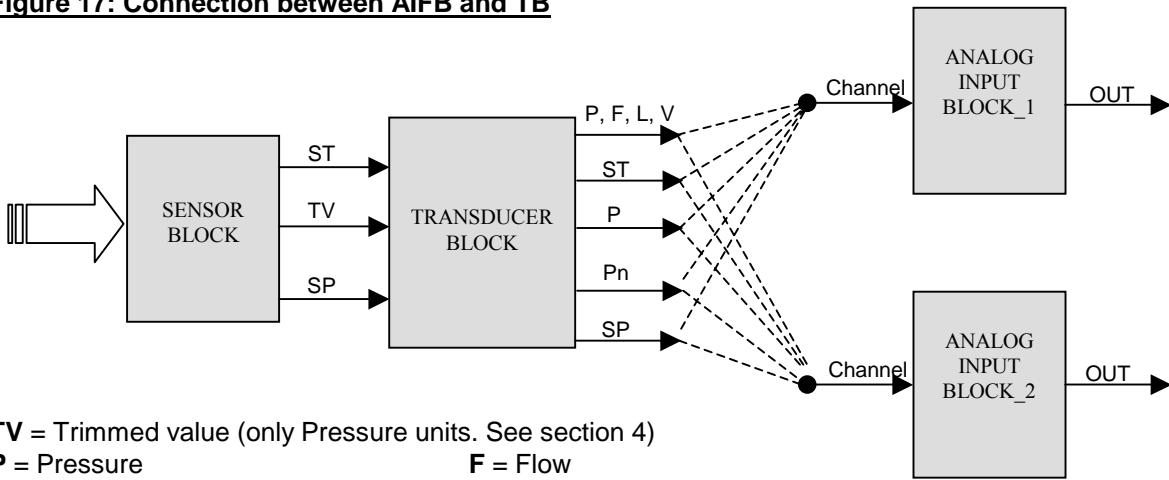 Figure 17: Connection between AIFB and TB
ANALOG
INPUT
BLOCK_1
Channel
OUT
P, F, L, V
ST
ST
SENSOR
BLOCK
TV
TRANSDUCER
BLOCK
P
Pn
SP
SP
ANALOG
INPUT
BLOCK_2
Channel
OUT
TV = Trimmed value (only Pressure units. See section 4)
P = Pressure F = Flow